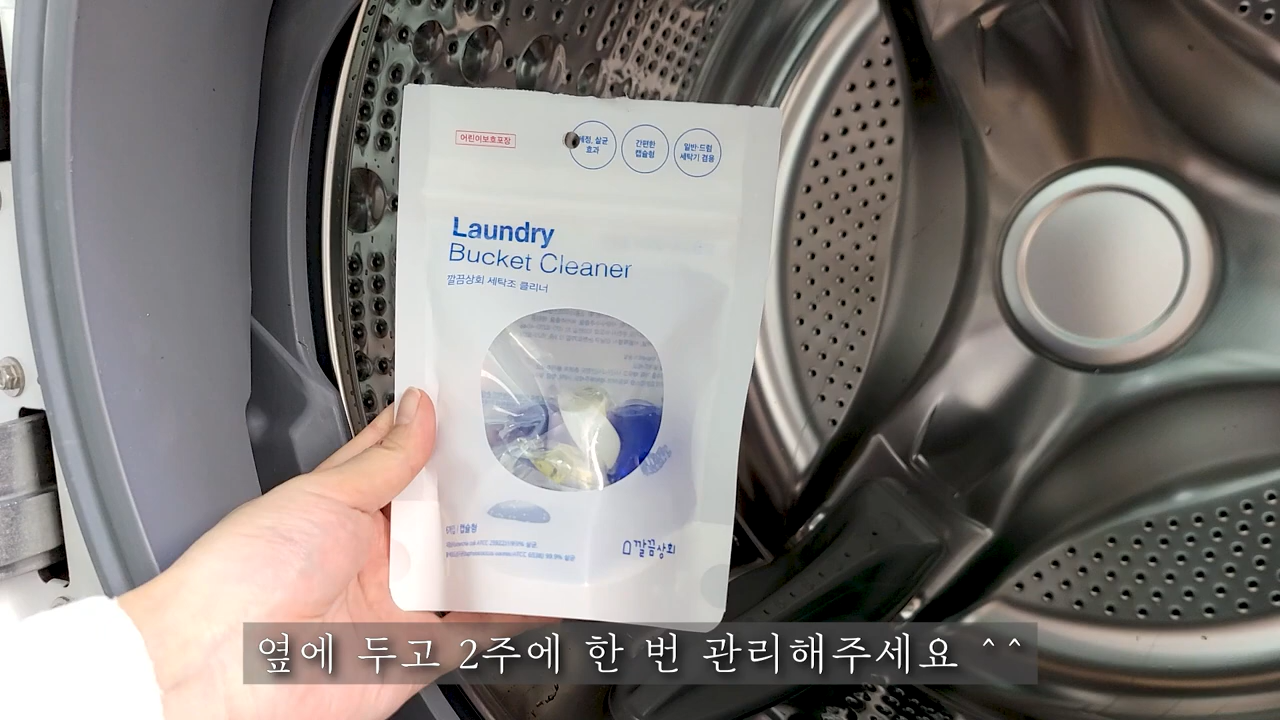 어린이보호포장
세정, 살균
효과
간편한
캡슐형
일반·드럼
세탁기 겸용
Laundry
Bucket Cleaner
깔끔상회 세탁조 클리너
캡슐형
깔끔상회
옆에 두고 2주에 한 번 관리해주세요 ^^